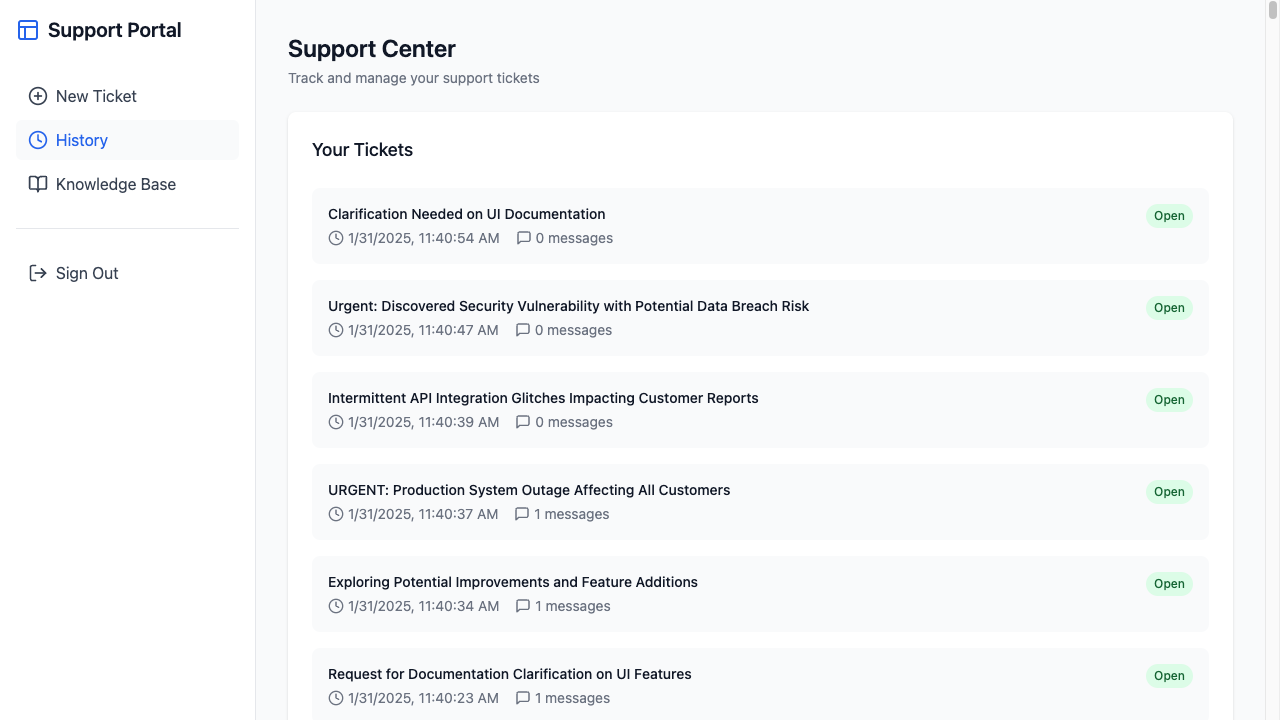 Support Portal
New Ticket
History
Knowledge Base
Sign Out
Support Center
Track and manage your support tickets
Your Tickets
Clarification Needed on UI Documentation
Open
1/31/2025, 11:40:54 AM 0 messages
Urgent: Discovered Security Vulnerability with Potential Data Breach Risk
Open
1/31/2025, 11:40:47 AM 0 messages
Intermittent API Integration Glitches Impacting Customer Reports
Open
1/31/2025, 11:40:39 AM 0 messages
URGENT: Production System Outage Affecting All Customers
Open
1/31/2025, 11:40:37 AM 1 messages
Exploring Potential Improvements and Feature Additions
Open
1/31/2025, 11:40:34 AM 1 messages
Request for Documentation Clarification on UI Features
Open
1/31/2025, 11:40:23 AM 1 messages